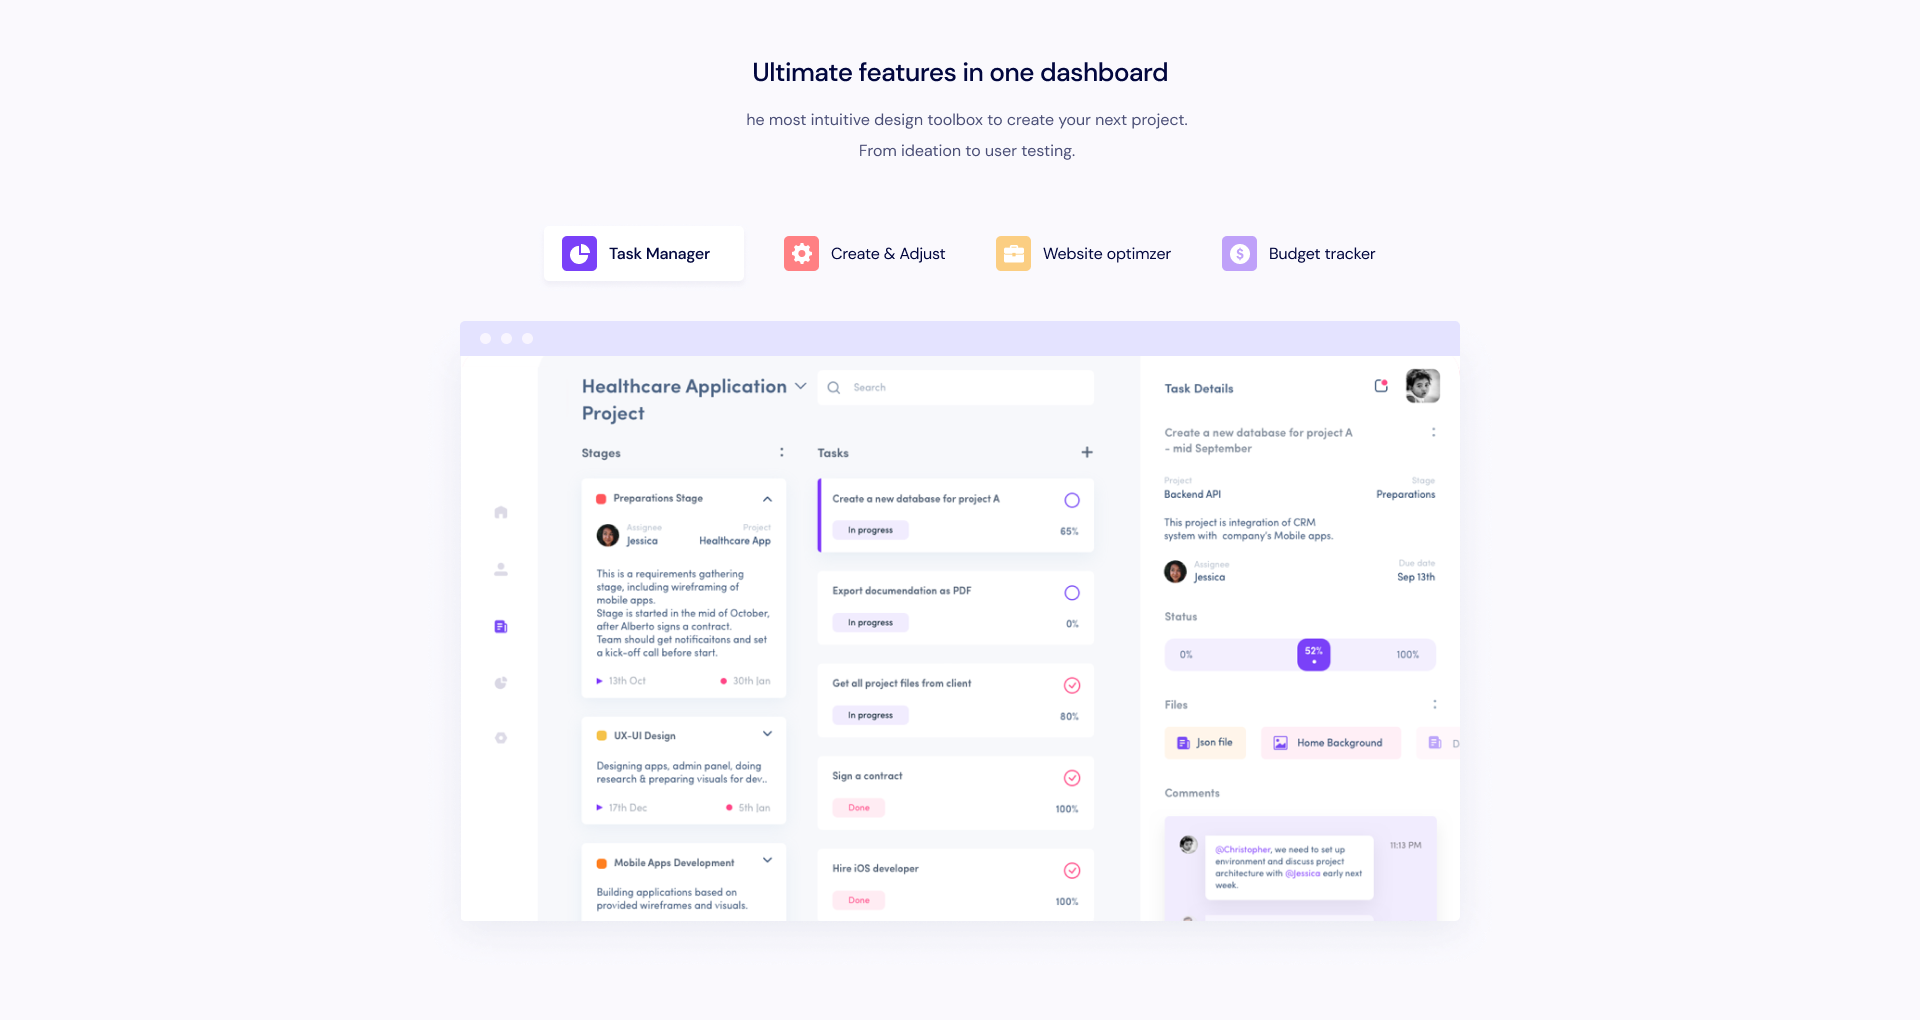 Ultimate features in one dashboard
he most intuitive design toolbox to create your next project.
From ideation to user testing.
Task Manager
Create & Adjust
Website optimzer
Budget tracker
Healthcare Application
Project
Search
Stages
Preparations Stage
Assignee
Project
Jessica
Healthcare App
This is a requirements gathering
stage, including wireframing of
mobile apps.
Stage is started in the mid of October,
after Alberto signs a contract.
Team should get notificaitons and set
a kick-off call before start.
13th Oct
30th Jan
UX-UI Design
Designing apps, admin panel, doing
research & preparing visuals for dev..
17th Dec
5th Jan
Mobile Apps Development
Building applications based on
provided wireframes and visuals.
Tasks
Create a new database for project A
In progress
65%
Export documendation as PDF
In progress
0%
Get all project files from client
In progress
80%
Sign a contract
Done
100%
Hire iOS developer
Done
100%
Task Details
Create a new database for project A
- mid September
Project
Stage
Backend API
Preparations
This project is integration of CRM
system with company's Mobile apps.
Assignee
Due date
Jessica
Sep 13th
Status
0%
52%
100%
Files
Json file
Home Background
D
Comments
@Christopher, we need to set up
environment and discuss project
architecture with @Jessica early next
week.
11:13 PM